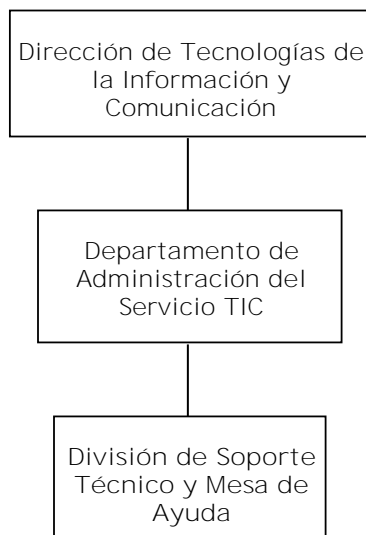 Dirección de Tecnologías de
la Información y
Comunicación
Departamento de
Administración del
Servicio TIC
División de Soporte
Técnico y Mesa de
Ayuda